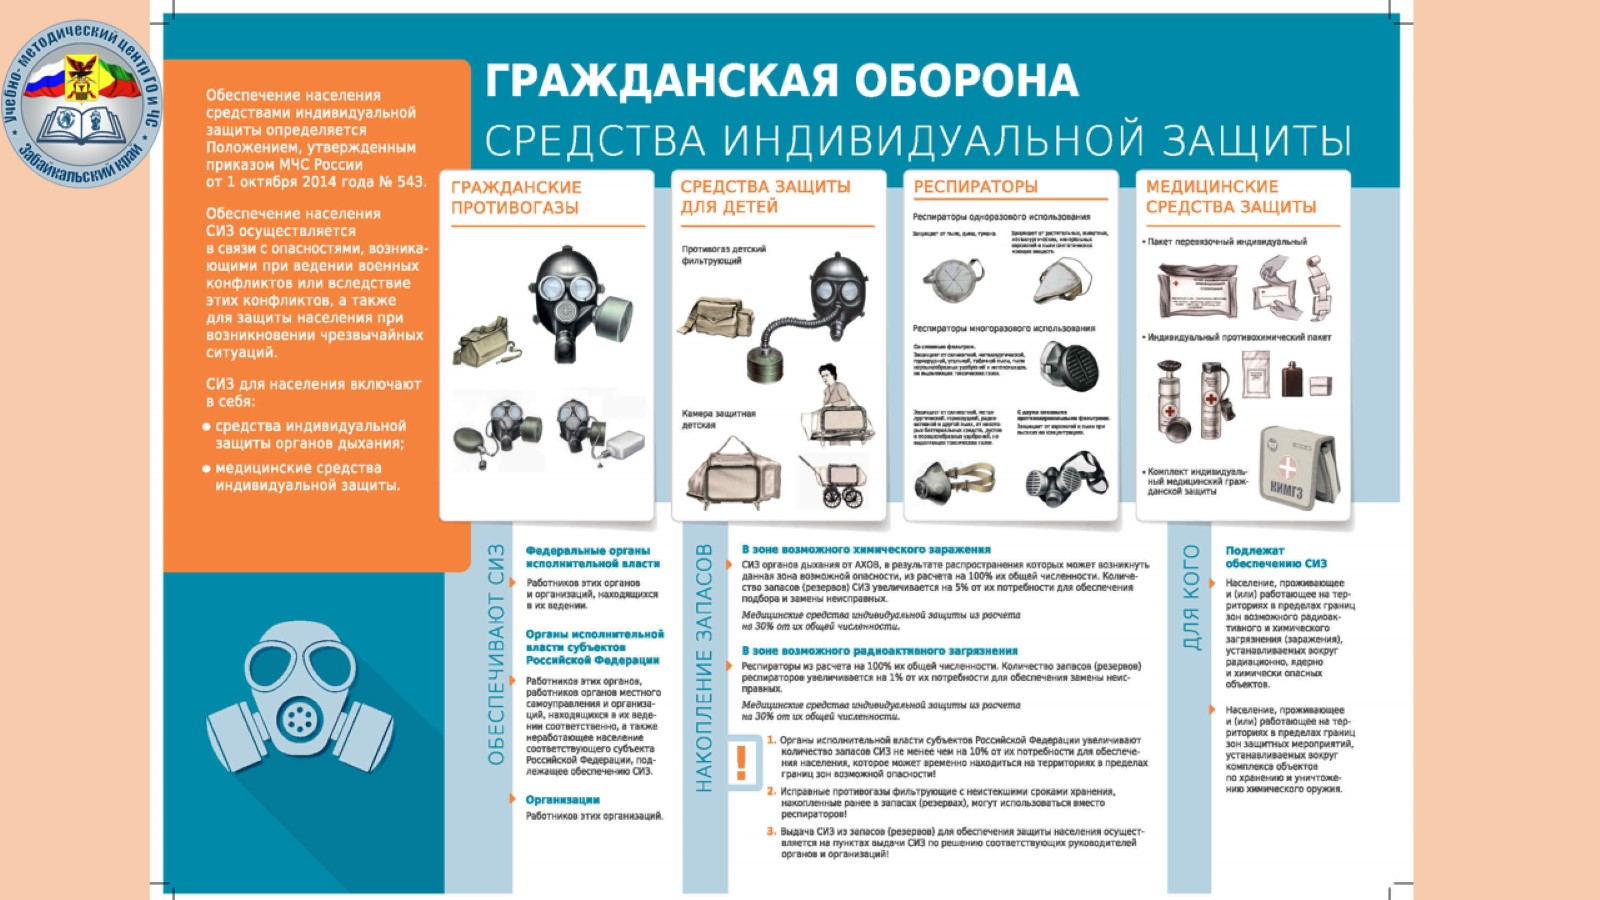 Учебно-методический центр ГО и ЧС
Забайкальский край
ГРАЖДАНСКАЯ ОБОРОНА
СРЕДСТВА ИНДИВИДУАЛЬНОЙ ЗАЩИТЫ
Обеспечение населения
средствами индивидуальной
защиты определяется
Положением, утвержденным
приказом МЧС России
от 1 октября 2014 года № 543.
Обеспечение населения
СИЗ осуществляется
в связи с опасностями, возника-
ющими при ведении военных
конфликтов или вследствие
этих конфликтов, а также
для защиты населения при
возникновении чрезвычайных
ситуаций.
СИЗ для населения включают
в себя:
● средства индивидуальной
защиты органов дыхания;
● медицинские средства
индивидуальной защиты.
ГРАЖДАНСКИЕ
ПРОТИВОГАЗЫ
СРЕДСТВА ЗАЩИТЫ
ДЛЯ ДЕТЕЙ
Противогаз детский
фильтрующий
Камера защитная
детская
РЕСПИРАТОРЫ
Респираторы одноразового использования
Защищает от пыли, дыма, тумана.
Респираторы многоразового использования
Со сменным фильтром.
МЕДИЦИНСКИЕ
СРЕДСТВА ЗАЩИТЫ
• Пакет перевязочный индивидуальный
• Индивидуальный противохимический пакет
• Комплект индивидуаль-
ный медицинский граж-
данской защиты
КИМГЗ
ОБЕСПЕЧИВАЮТ СИЗ
Федеральные органы
исполнительной власти
Работников этих органов
и организаций, находящихся
в их ведении.
Органы исполнительной
власти субъектов
Российской Федерации
Работников этих органов,
работников органов местного
самоуправления и организа-
ций, находящихся в их веде-
нии соответственно, а также
неработающее население
соответствующего субъекта
Российской Федерации, под-
лежащее обеспечению СИЗ.
Организации
Работников этих организаций.
НАКОПЛЕНИЕ ЗАПАСОВ
В зоне возможного химического заражения
СИЗ органов дыхания от АХОВ, в результате распространения которых может возникнуть
данная зона возможной опасности, из расчета на 100% их общей численности. Количе-
ство запасов (резервов) СИЗ увеличивается на 5% от их потребности для обеспечения
подбора и замены неисправных.
Медицинские средства индивидуальной защиты из расчета
на 30% от их общей численности.
В зоне возможного радиоактивного загрязнения
Респираторы из расчета на 100% их общей численности. Количество запасов (резервов)
респираторов увеличивается на 1% от их потребности для обеспечения замены неис-
правных.
Медицинские средства индивидуальной защиты из расчета
на 30% от их общей численности.
!
1. Органы исполнительной власти субъектов Российской Федерации увеличивают
количество запасов СИЗ не менее чем на 10% от их потребности для обеспече-
ния населения, которое может временно находиться на территориях в пределах
границ зон возможной опасности!
2. Исправные противогазы фильтрующие с неистекшими сроками хранения,
накопленные ранее в запасах (резервах), могут использоваться вместо
респираторов!
3. Выдача СИЗ из запасов (резервов) для обеспечения защиты населения осущест-
вляется на пунктах выдачи СИЗ по решению соответствующих руководителей
органов и организаций!
ДЛЯ КОГО
Подлежат
обеспечению СИЗ
Население, проживающее
и (или) работающее на тер-
риториях в пределах границ
зон возможного радиоак-
тивного и химического
загрязнения (заражения),
устанавливаемых вокруг
радиационно, ядерно
и химически опасных
объектов.
Население, проживающее
и (или) работающее на тер-
риториях в пределах границ
зон защитных мероприятий,
устанавливаемых вокруг
комплекса объектов
по хранению и уничтоже-
нию химического оружия.